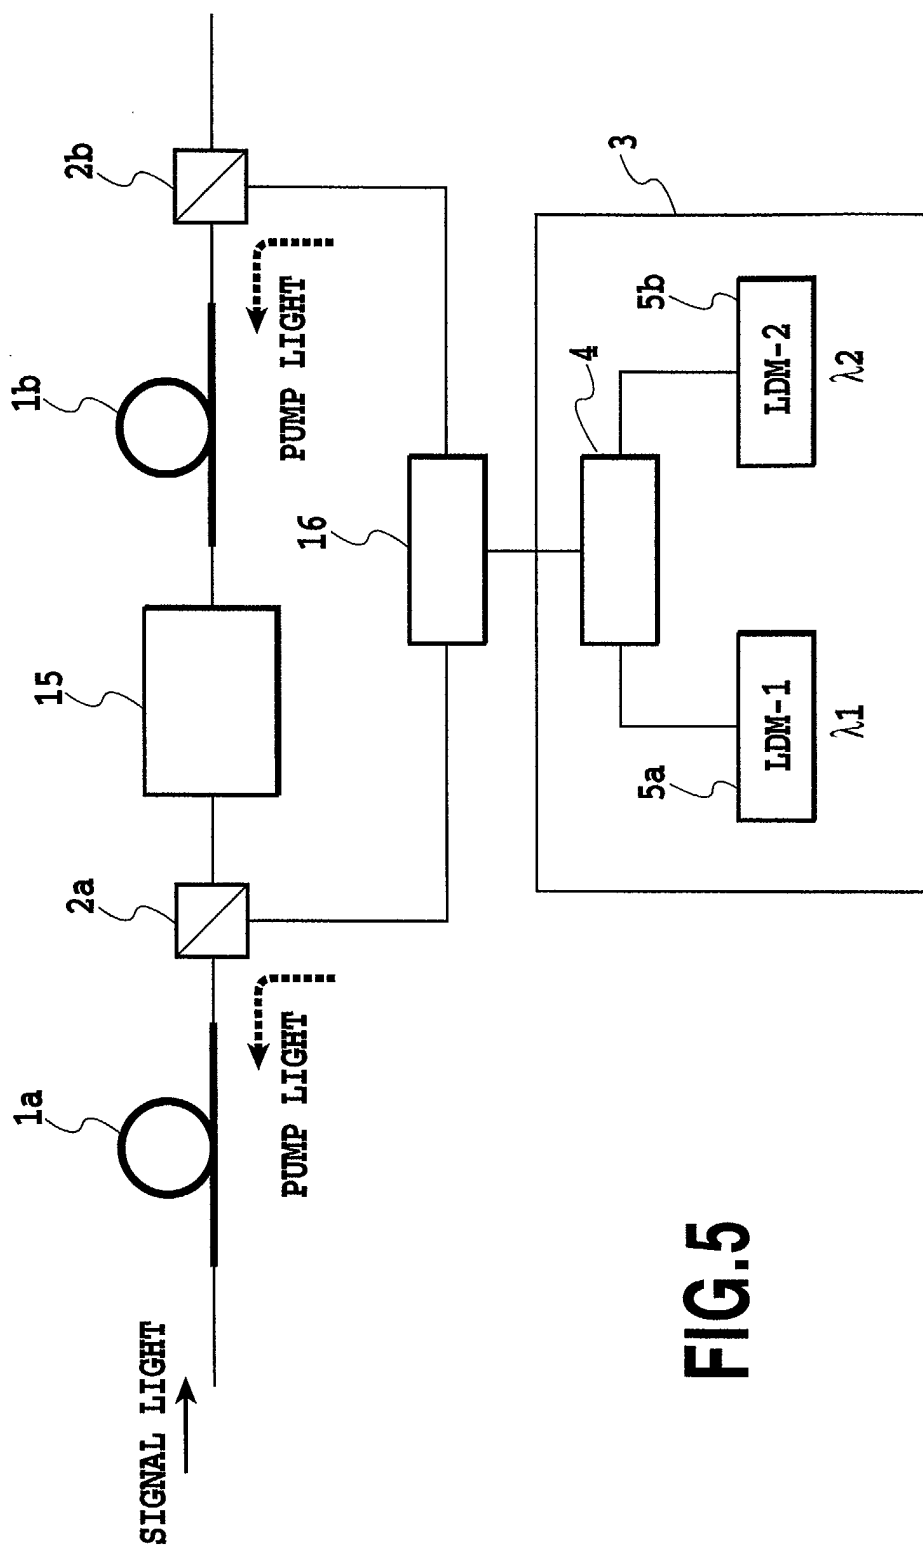 SIGNAL LIGHT
1a
PUMP LIGHT
2a
15
1b
PUMP LIGHT
2b
16
3
4
5a
LDM-1
λ1
5b
LDM-2
λ2
FIG.5